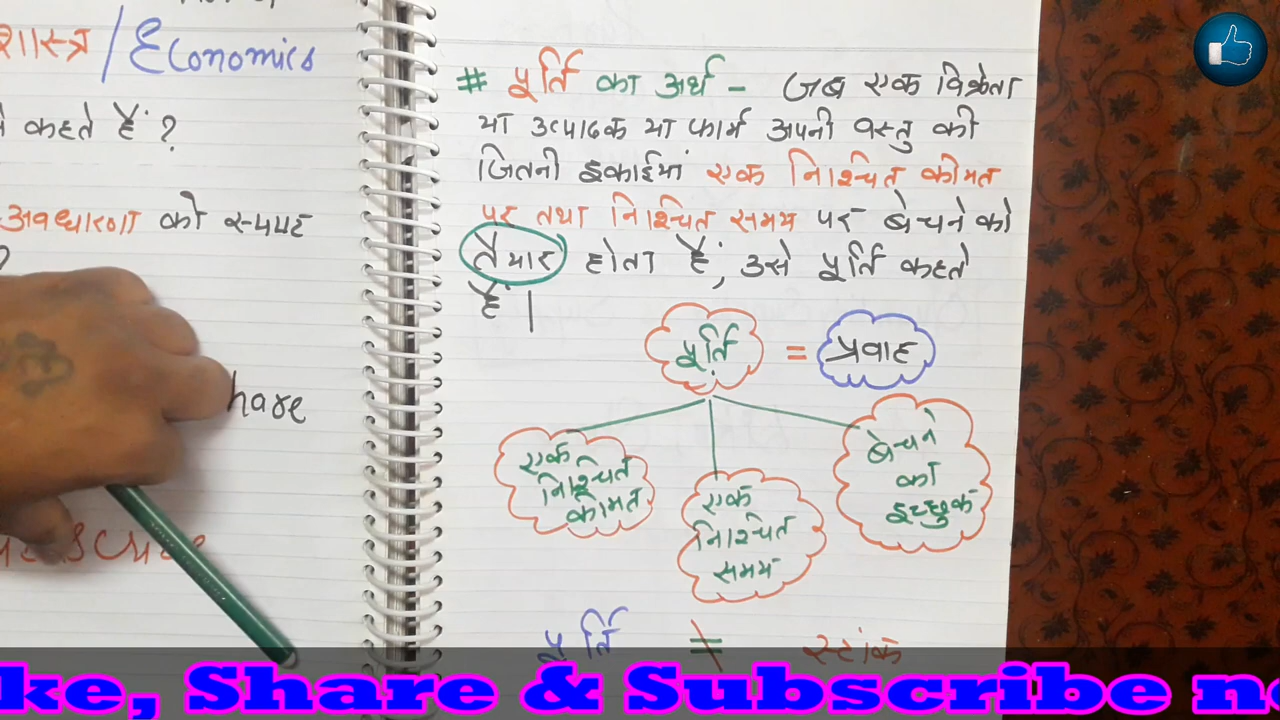 शास्त्र / Economics
कहते हैं ?
अवधारणा को स्पष्ट
?
hare
# पूर्ति का अर्थ - जब एक विक्रेता
या उत्पादक या फार्म अपनी वस्तु की
जितनी इकाईयां एक निश्चित कीमत
पर तथा निश्चित समय पर बेचने को
तैयार होता हैं, उसे पूर्ति कहते
हैं |
पूर्ति = प्रवाह
एक
निश्चित
कीमत
एक
निश्चित
समय
बेचने
का
इच्छुक
पूर्ति ≠ स्टांक
ke, Share & Subscribe no